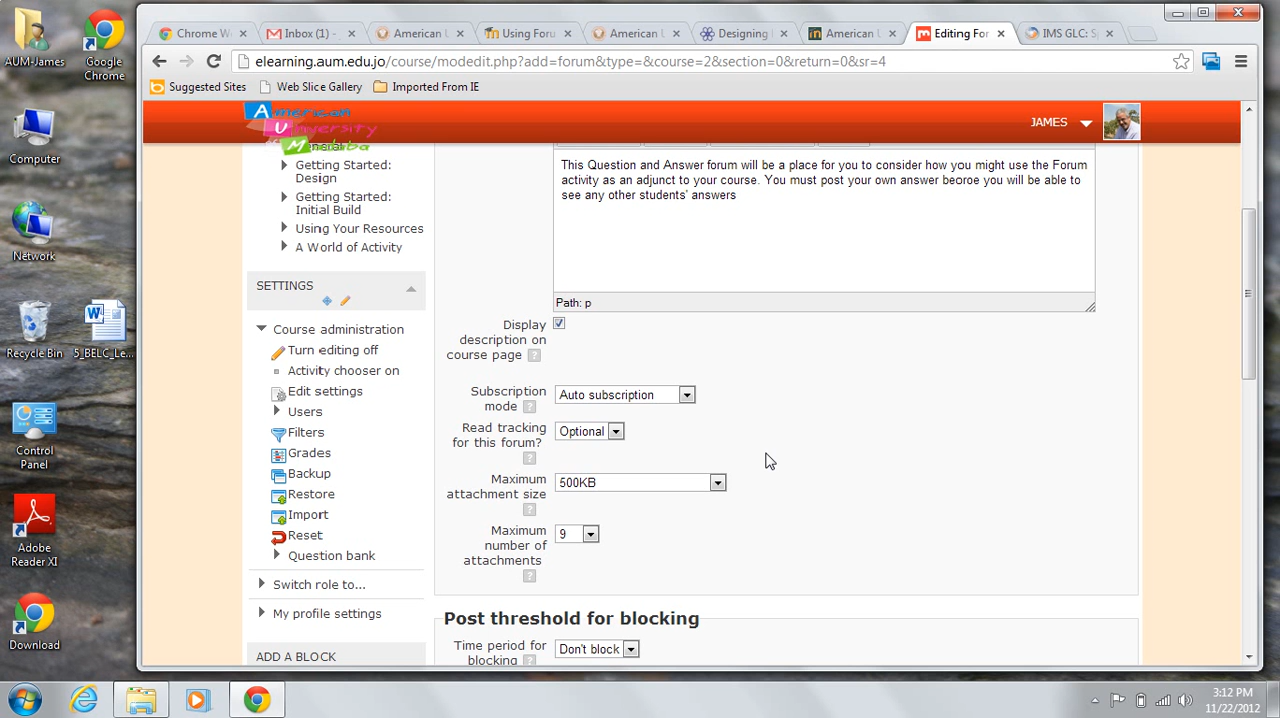 AUM-James
Google Chrome
Computer
Network
Recycle Bin
5_BELC_Le...
Control Panel
Adobe Reader XI
Download
Chrome We
Inbox (1) -
American U
Using Foru
American U
Designing
American U
Editing For
IMS GLC: Sp
elearning.aum.edu.jo/course/modedit.php?add=forum&type=&course=2&section=0&return=0&sr=4
Suggested Sites
Web Slice Gallery
Imported From IE
American
University
Madaba
JAMES
General
Getting Started:
Design
Getting Started:
Initial Build
Using Your Resources
A World of Activity
SETTINGS
Course administration
Turn editing off
Activity chooser on
Edit settings
Users
Filters
Grades
Backup
Restore
Import
Reset
Question bank
Switch role to...
My profile settings
ADD A BLOCK
This Question and Answer forum will be a place for you to consider how you might use the Forum
activity as an adjunct to your course. You must post your own answer beoroe you will be able to
see any other students' answers
Path: p
Display
description on
course page ?
Subscription
mode ?
Auto subscription
Read tracking
for this forum?
?
Optional
Maximum
attachment size
?
500KB
Maximum
number of
attachments
?
9
Post threshold for blocking
Time period for
blocking ?
Don't block
3:12 PM
11/22/2012